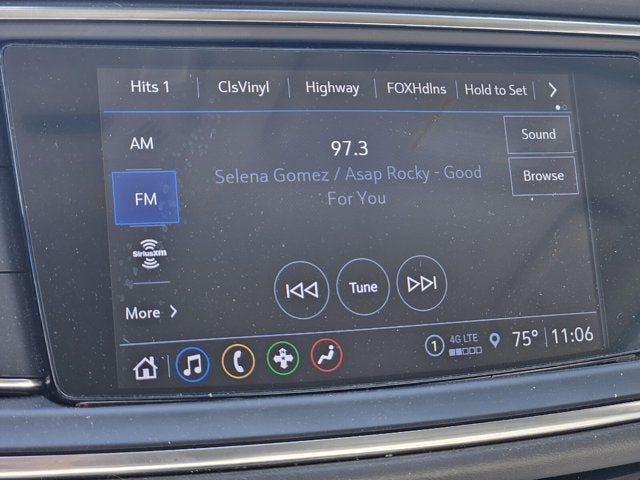 Hits 1 ClsVinyl Highway FOXHdlns Hold to Set
AM
97.3
Sound
Selena Gomez / Asap Rocky - Good
For You
Browse
FM
SiriusXM
Tune
More
1 4G LTE 75° 11:06